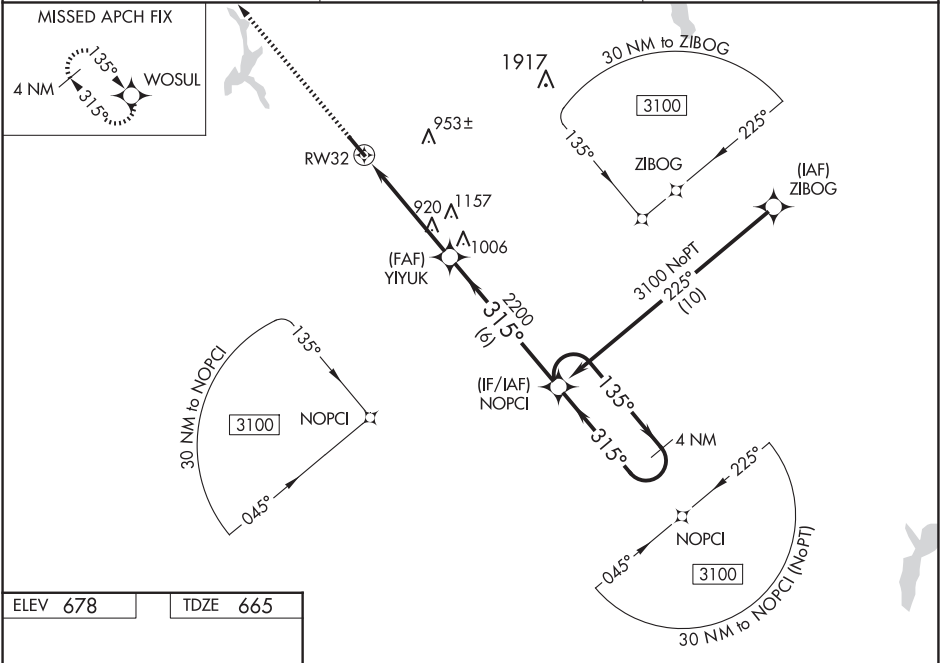 MISSED APCH FIX
135°
WOSUL
4 NM
315°
1917
30 NM to ZIBOG
3100
135°
225°
ZIBOG
953±
RW32
(IAF)
ZIBOG
920
1157
1006
(FAF)
YIYUK
3100 NoPT
225°
(10)
2200
315°
(6)
(IF/IAF)
NOPCI
135°
315°
4 NM
30 NM to NOPCI
135°
3100
NOPCI
045°
225°
NOPCI
045°
3100
30 NM to NOPCI (NoPT)
ELEV 678
TDZE 665